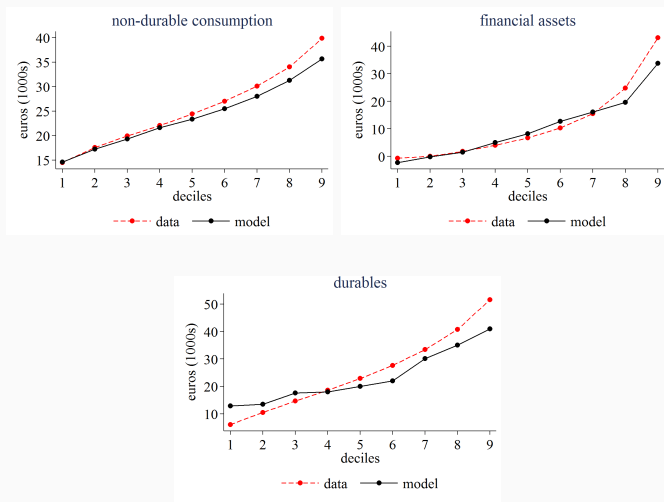 non-durable consumption
euros (1000s)
40
35
30
25
20
15
1 2 3 4 5 6 7 8 9
deciles
data model
financial assets
euros (1000s)
40
30
20
10
0
1 2 3 4 5 6 7 8 9
deciles
data model
durables
euros (1000s)
50
40
30
20
10
1 2 3 4 5 6 7 8 9
deciles
data model